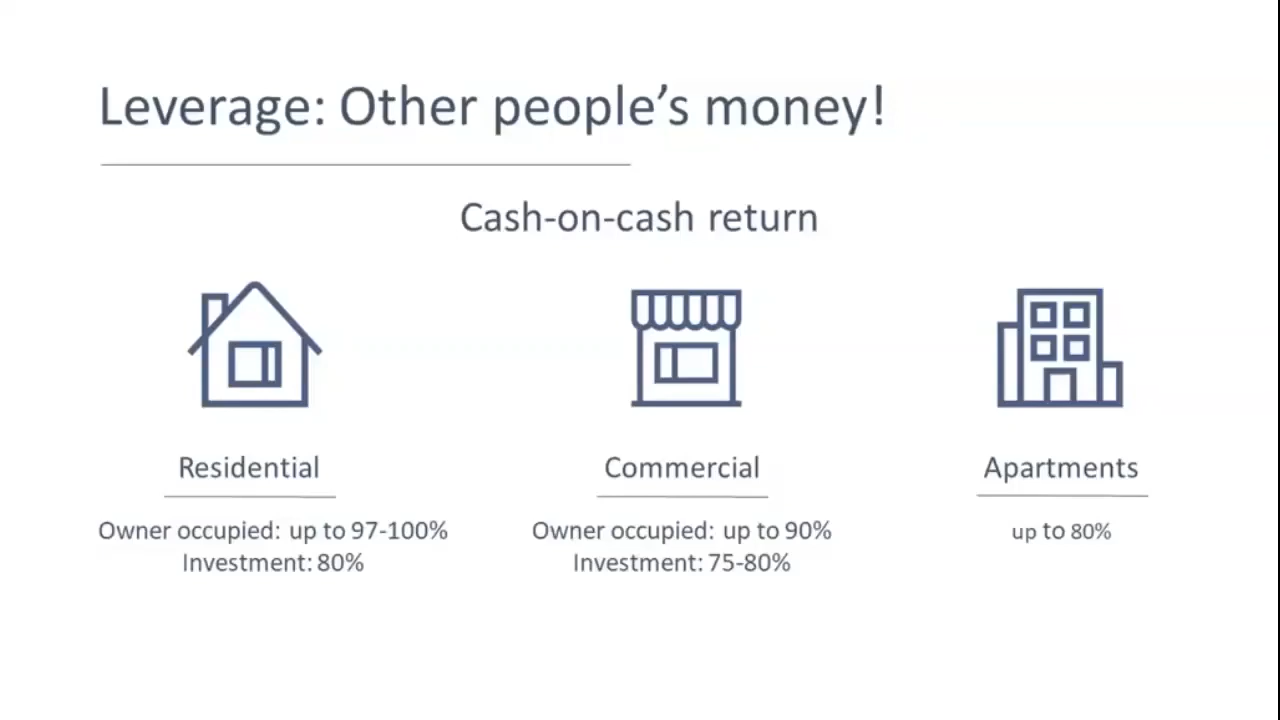 Leverage: Other people’s money!
Cash-on-cash return
Residential
Owner occupied: up to 97-100%
Investment: 80%
Commercial
Owner occupied: up to 90%
Investment: 75-80%
Apartments
up to 80%